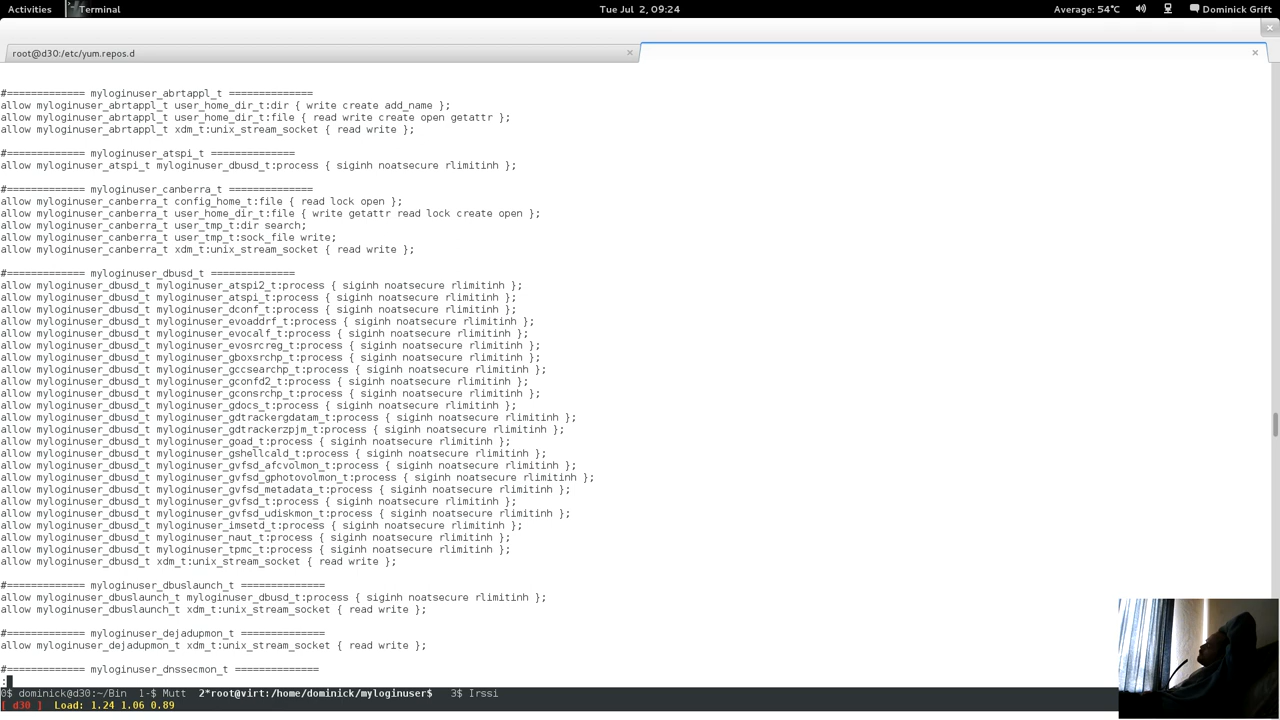 Activities Terminal Tue Jul 2, 09:24 Average: 54°C Dominick Grift
root@d30:/etc/yum.repos.d
#============= myloginuser_abrtappl_t ==============
allow myloginuser_abrtappl_t user_home_dir_t:dir { write create add_name };
allow myloginuser_abrtappl_t user_home_dir_t:file { read write create open getattr };
allow myloginuser_abrtappl_t xdm_t:unix_stream_socket { read write };
#============= myloginuser_atspi_t ==============
allow myloginuser_atspi_t myloginuser_dbusd_t:process { siginh noatsecure rlimitinh };
#============= myloginuser_canberra_t ==============
allow myloginuser_canberra_t config_home_t:file { read lock open };
allow myloginuser_canberra_t user_home_dir_t:file { write getattr read lock create open };
allow myloginuser_canberra_t user_tmp_t:dir search;
allow myloginuser_canberra_t user_tmp_t:sock_file write;
allow myloginuser_canberra_t xdm_t:unix_stream_socket { read write };
#============= myloginuser_dbusd_t ==============
allow myloginuser_dbusd_t myloginuser_atspi2_t:process { siginh noatsecure rlimitinh };
allow myloginuser_dbusd_t myloginuser_atspi_t:process { siginh noatsecure rlimitinh };
allow myloginuser_dbusd_t myloginuser_dconf_t:process { siginh noatsecure rlimitinh };
allow myloginuser_dbusd_t myloginuser_evoaddrf_t:process { siginh noatsecure rlimitinh };
allow myloginuser_dbusd_t myloginuser_evocalf_t:process { siginh noatsecure rlimitinh };
allow myloginuser_dbusd_t myloginuser_evosrcreg_t:process { siginh noatsecure rlimitinh };
allow myloginuser_dbusd_t myloginuser_gboxsrchp_t:process { siginh noatsecure rlimitinh };
allow myloginuser_dbusd_t myloginuser_gccsearchp_t:process { siginh noatsecure rlimitinh };
allow myloginuser_dbusd_t myloginuser_gconfd2_t:process { siginh noatsecure rlimitinh };
allow myloginuser_dbusd_t myloginuser_gconsrchp_t:process { siginh noatsecure rlimitinh };
allow myloginuser_dbusd_t myloginuser_gdocs_t:process { siginh noatsecure rlimitinh };
allow myloginuser_dbusd_t myloginuser_gdtrackergdatam_t:process { siginh noatsecure rlimitinh };
allow myloginuser_dbusd_t myloginuser_gdtrackerzpjm_t:process { siginh noatsecure rlimitinh };
allow myloginuser_dbusd_t myloginuser_goad_t:process { siginh noatsecure rlimitinh };
allow myloginuser_dbusd_t myloginuser_gshellcald_t:process { siginh noatsecure rlimitinh };
allow myloginuser_dbusd_t myloginuser_gvfsd_afcvolmon_t:process { siginh noatsecure rlimitinh };
allow myloginuser_dbusd_t myloginuser_gvfsd_gphotovolmon_t:process { siginh noatsecure rlimitinh };
allow myloginuser_dbusd_t myloginuser_gvfsd_metadata_t:process { siginh noatsecure rlimitinh };
allow myloginuser_dbusd_t myloginuser_gvfsd_t:process { siginh noatsecure rlimitinh };
allow myloginuser_dbusd_t myloginuser_gvfsd_udiskmon_t:process { siginh noatsecure rlimitinh };
allow myloginuser_dbusd_t myloginuser_imsetd_t:process { siginh noatsecure rlimitinh };
allow myloginuser_dbusd_t myloginuser_naut_t:process { siginh noatsecure rlimitinh };
allow myloginuser_dbusd_t myloginuser_tpmc_t:process { siginh noatsecure rlimitinh };
allow myloginuser_dbusd_t xdm_t:unix_stream_socket { read write };
#============= myloginuser_dbuslaunch_t ==============
allow myloginuser_dbuslaunch_t myloginuser_dbusd_t:process { siginh noatsecure rlimitinh };
allow myloginuser_dbuslaunch_t xdm_t:unix_stream_socket { read write };
#============= myloginuser_dejadupmon_t ==============
allow myloginuser_dejadupmon_t xdm_t:unix_stream_socket { read write };
#============= myloginuser_dnssecmon_t ==============
:
0$ dominick@d30:~/Bin 1-$ Mutt 2*root@virt:/home/dominick/myloginuser$ 3$ Irssi
[ d30 ] Load: 1.24 1.06 0.89